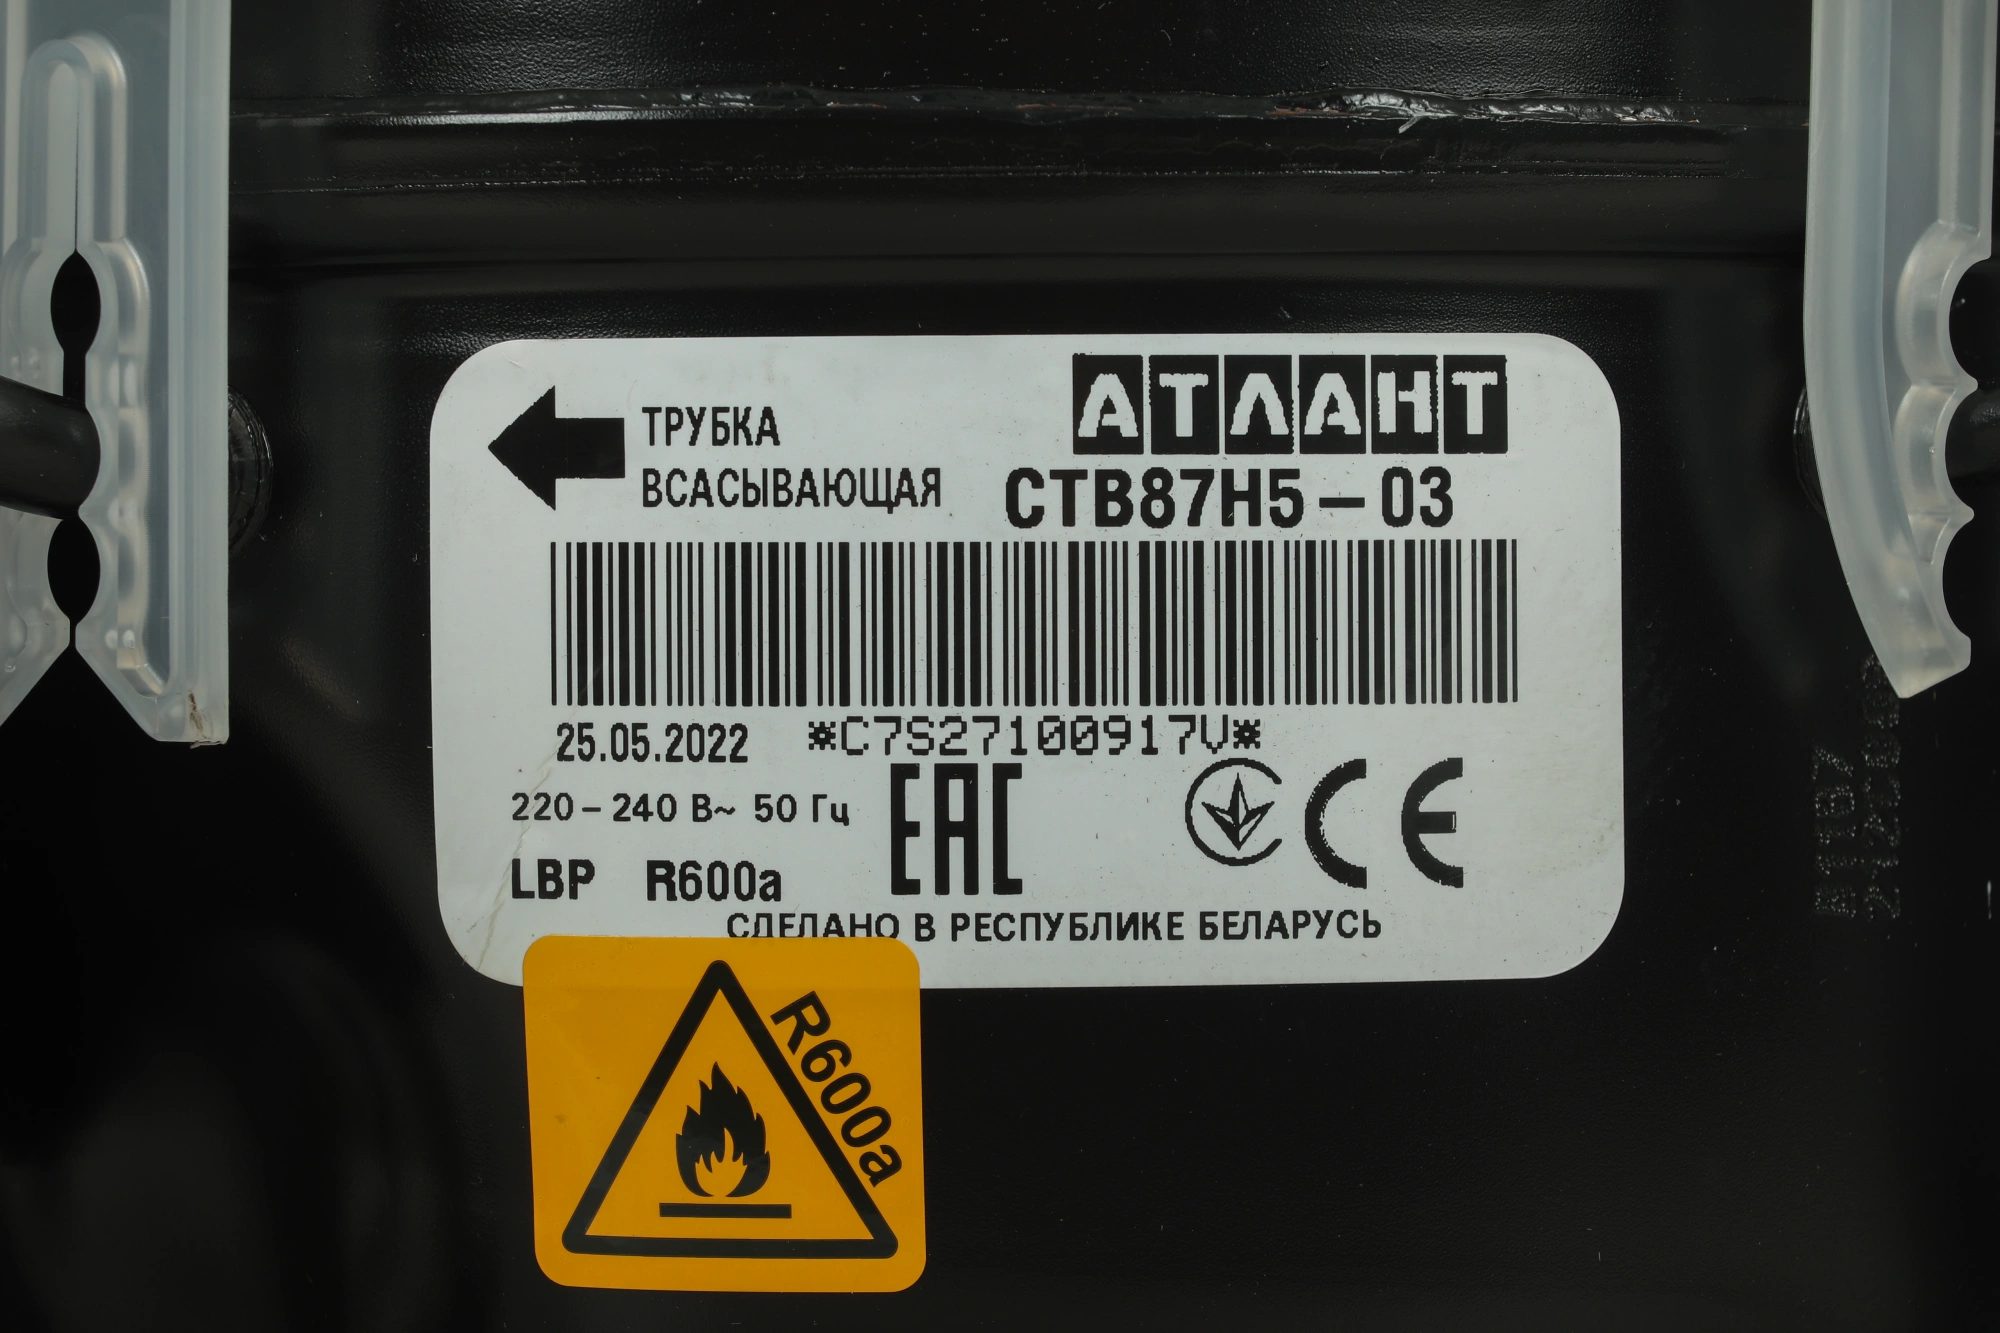 ТРУБКА
ВСАСЫВАЮЩАЯ
АТЛАНТ
СТВ87Н5-03
25.05.2022 *C7S27100917V*
220-240 В~ 50 Гц
EAC
CE
LBP R600a
СДЕЛАНО В РЕСПУБЛИКЕ БЕЛАРУСЬ
R600a